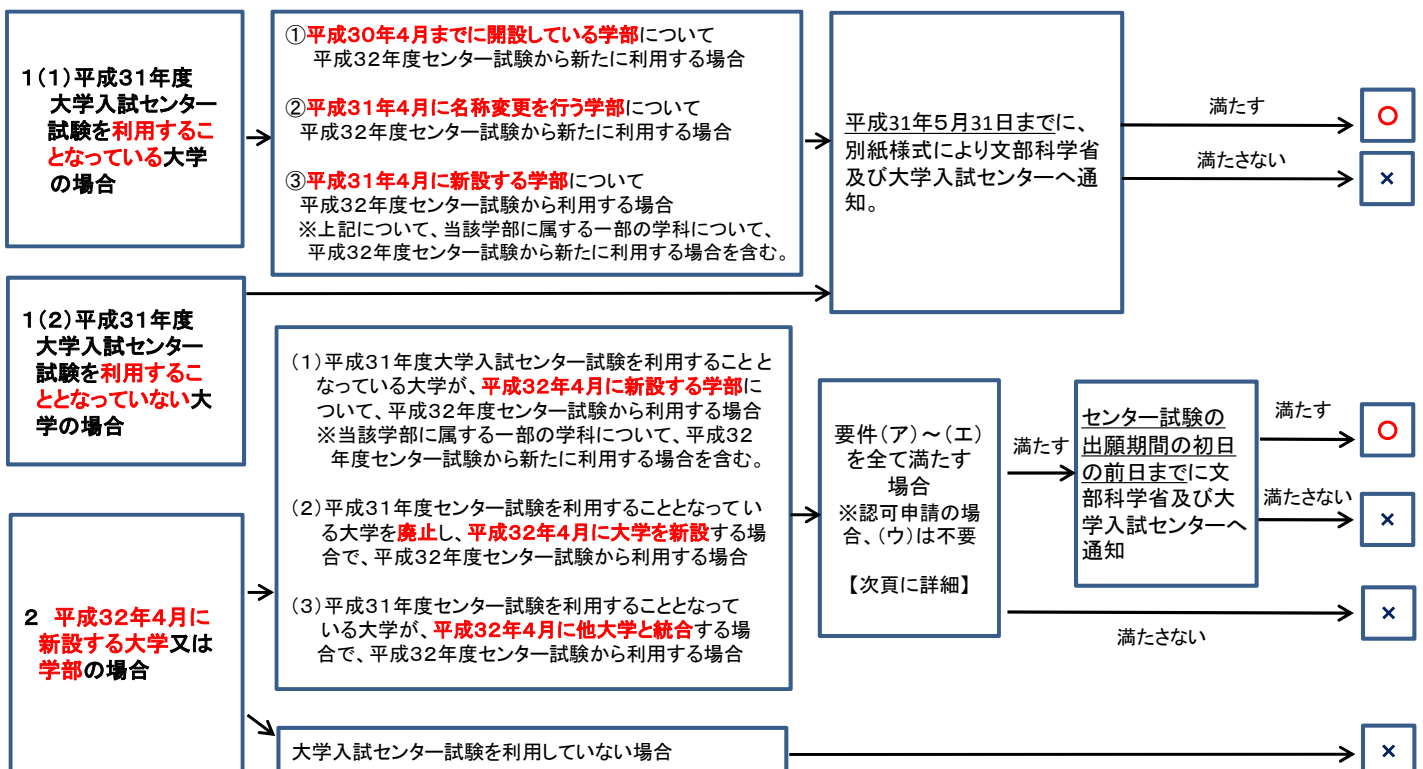 1(1)平成31年度
大学入試センター
試験を利用するこ
となっている大学
の場合
①平成30年4月までに開設している学部について
平成32年度センター試験から新たに利用する場合
②平成31年4月に名称変更を行う学部について
平成32年度センター試験から新たに利用する場合
③平成31年4月に新設する学部について
平成32年度センター試験から利用する場合
※上記について、当該学部に属する一部の学科について、
平成32年度センター試験から新たに利用する場合を含む。
平成31年5月31日までに、
別紙様式により文部科学省
及び大学入試センターへ通
知。
満たす
○
満たさない
×
1(2)平成31年度
大学入試センター
試験を利用するこ
ととなっていない大
学の場合
(1)平成31年度大学入試センター試験を利用することと
なっている大学が、平成32年4月に新設する学部に
ついて、平成32年度センター試験から利用する場合
※当該学部に属する一部の学科について、平成32
年度センター試験から新たに利用する場合を含む。
(2)平成31年度センター試験を利用することとなってい
る大学を廃止し、平成32年4月に大学を新設する場
合で、平成32年度センター試験から利用する場合
(3)平成31年度センター試験を利用することとなって
いる大学が、平成32年4月に他大学と統合する場
合で、平成32年度センター試験から利用する場合
要件(ア)~(エ)
を全て満たす
場合
※認可申請の場
合、(ウ)は不要
【次頁に詳細】
満たす
センター試験の
出願期間の初日
の前日までに文
部科学省及び大
学入試センターへ
通知
満たす
○
満たさない
×
満たさない
×
2 平成32年4月に
新設する大学又は
学部の場合
大学入試センター試験を利用していない場合
×